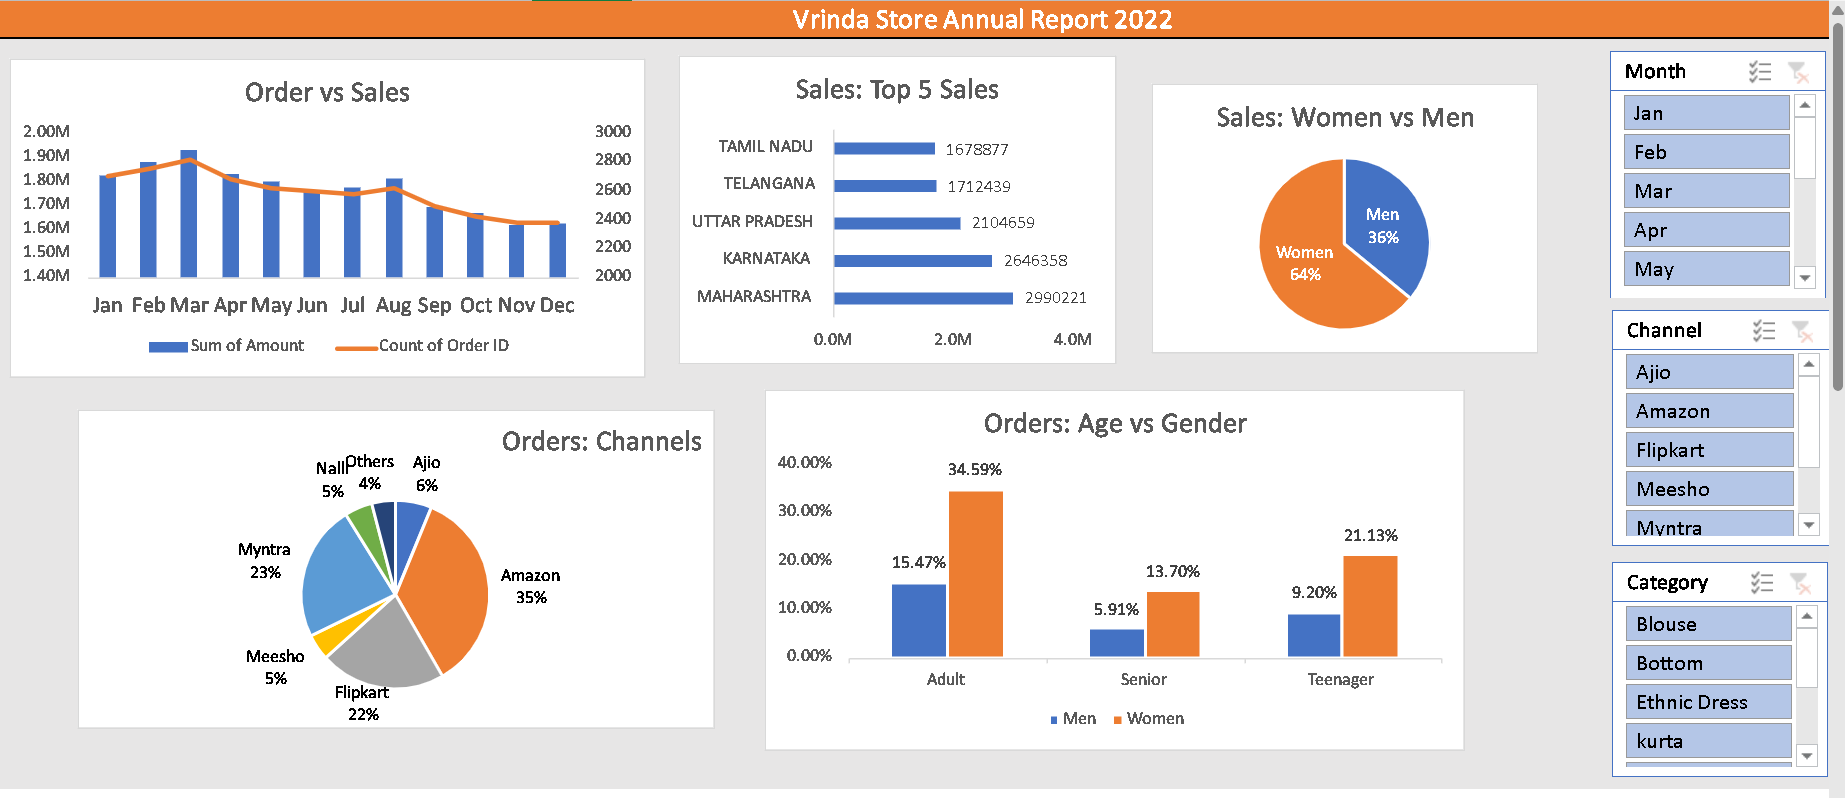 Vrinda Store Annual Report 2022
Order vs Sales
2.00M
1.90M
1.80M
1.70M
1.60M
1.50M
1.40M
3000
2800
2600
2400
2200
2000
Jan Feb Mar Apr May Jun Jul Aug Sep Oct Nov Dec
Sum of Amount Count of Order ID
Sales: Top 5 Sales
TAMIL NADU 1678877
TELANGANA 1712439
UTTAR PRADESH 2104659
KARNATAKA 2646358
MAHARASHTRA 2990221
0.0M 2.0M 4.0M
Sales: Women vs Men
Men
36%
Women
64%
Month
Jan
Feb
Mar
Apr
May
Channel
Ajio
Amazon
Flipkart
Meesho
Myntra
Category
Blouse
Bottom
Ethnic Dress
kurta
Orders: Channels
Nalli
5%
Others
4%
Ajio
6%
Myntra
23%
Amazon
35%
Meesho
5%
Flipkart
22%
Orders: Age vs Gender
40.00%
30.00%
20.00%
10.00%
0.00%
15.47% 34.59%
5.91% 13.70%
9.20% 21.13%
Adult Senior Teenager
Men Women